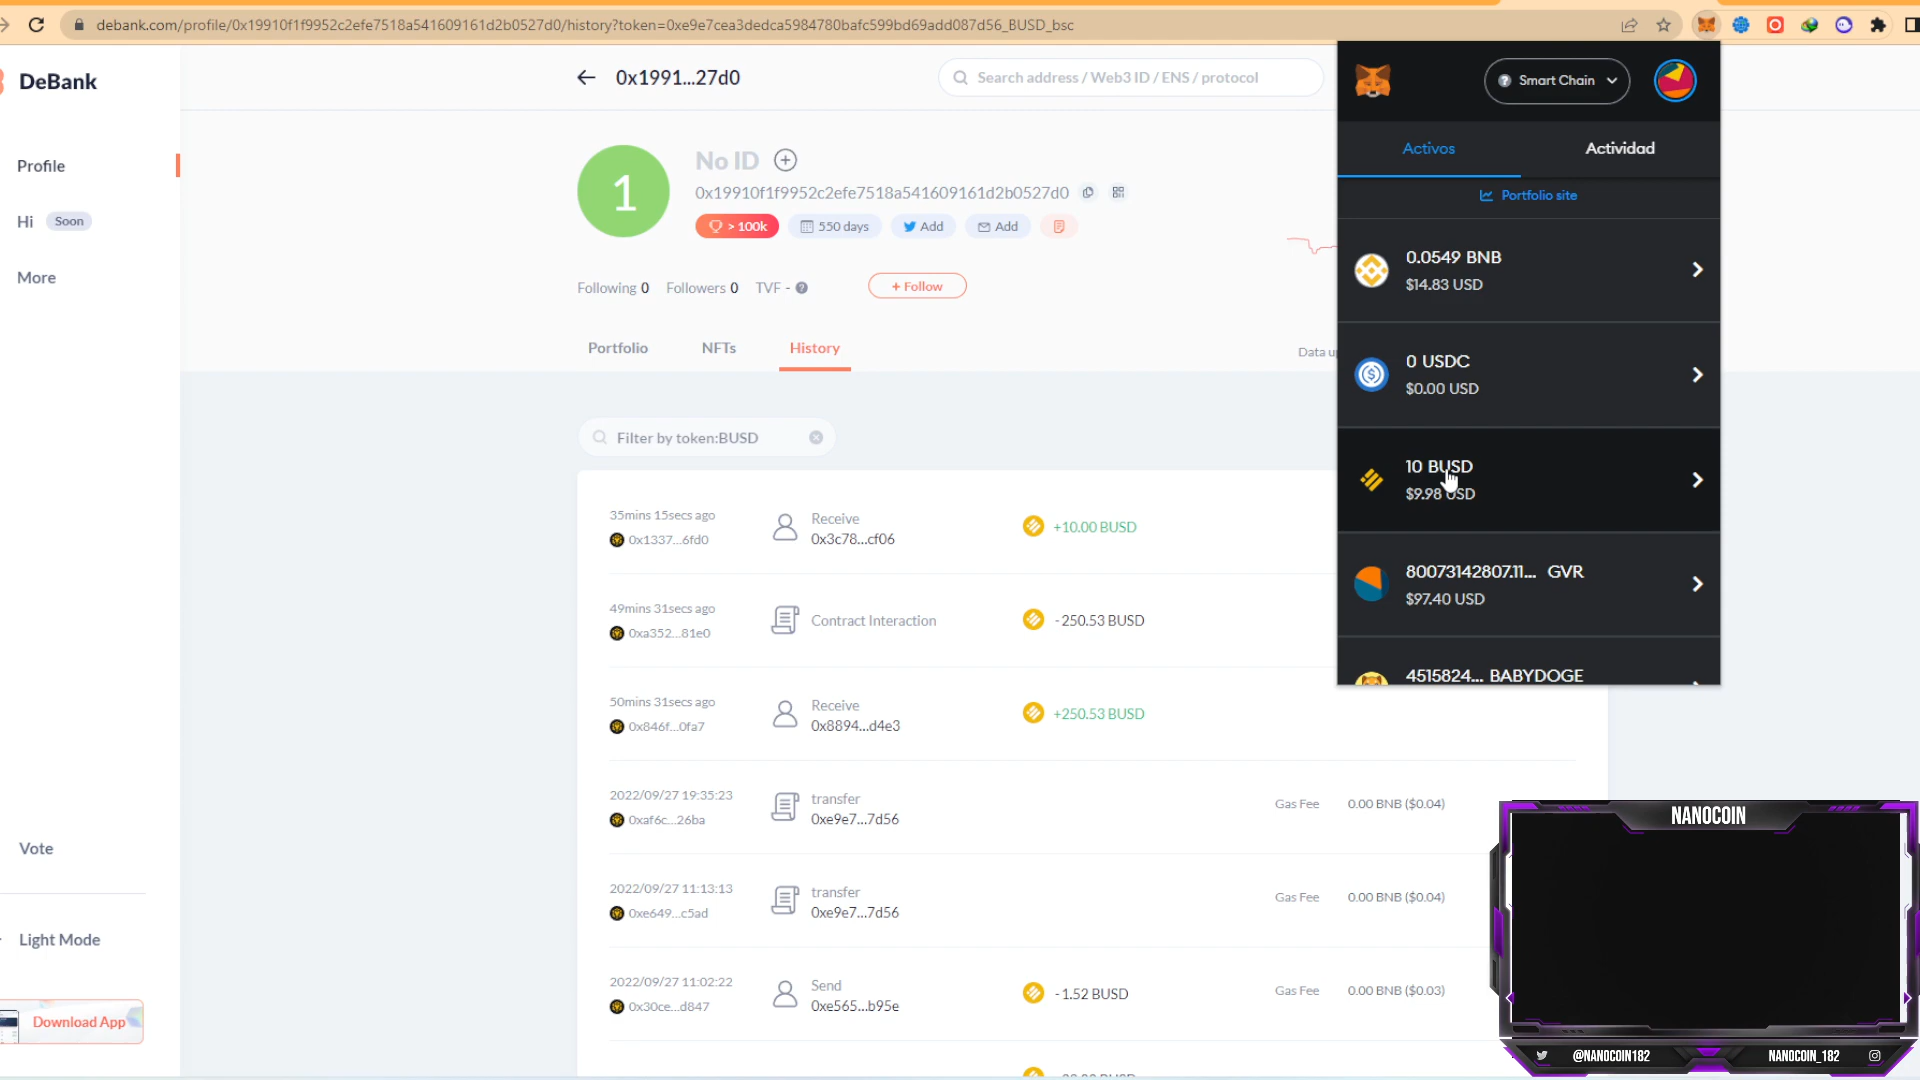 debank.com/profile/0x19910f1f9952c2efe7518a541609161d2b0527d0/history?token=0xe9e7cea3dedca5984780bafc599bd69add087d56_BUSD_bsc
DeBank
Profile
Hi Soon
More
Vote
Light Mode
Download App
0x1991...27d0
Search address / Web3 ID / ENS / protocol
1
No ID
0x19910f1f9952c2efe7518a541609161d2b0527d0
> 100k 550 days Add Add
Following 0 Followers 0 TVF - + Follow
Portfolio NFTs History
Data up
Filter by token:BUSD
35mins 15secs ago
0x1337...6fd0
Receive
0x3c78...cf06
+10.00 BUSD
49mins 31secs ago
0xa352...81e0
Contract Interaction
-250.53 BUSD
50mins 31secs ago
0x846f...0fa7
Receive
0x8894...d4e3
+250.53 BUSD
2022/09/27 19:35:23
0xaf6c...26ba
transfer
0xe9e7...7d56
Gas Fee 0.00 BNB ($0.04)
2022/09/27 11:13:13
0xe649...c5ad
transfer
0xe9e7...7d56
Gas Fee 0.00 BNB ($0.04)
2022/09/27 11:02:22
0x30ce...d847
Send
0xe565...b95e
-1.52 BUSD
Gas Fee 0.00 BNB ($0.03)
Smart Chain
Activos Actividad
Portfolio site
0.0549 BNB
$14.83 USD
0 USDC
$0.00 USD
10 BUSD
$9.98 USD
80073142807.11... GVR
$97.40 USD
4515824... BABYDOGE
NANOCOIN
@NANOCOIN182 NANOCOIN_182